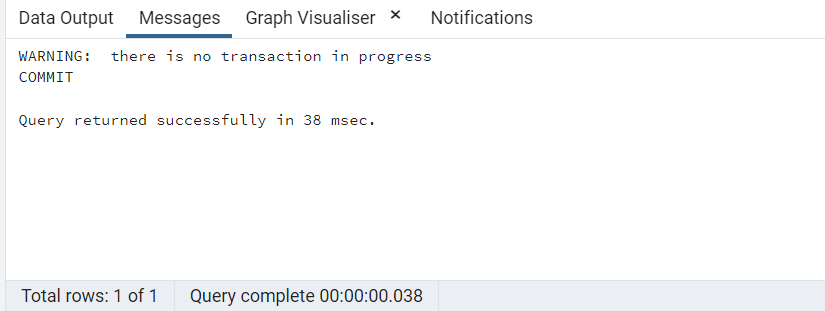 Data Output Messages Graph Visualiser × Notifications
WARNING:  there is no transaction in progress
COMMIT
Query returned successfully in 38 msec.
Total rows: 1 of 1 Query complete 00:00:00.038